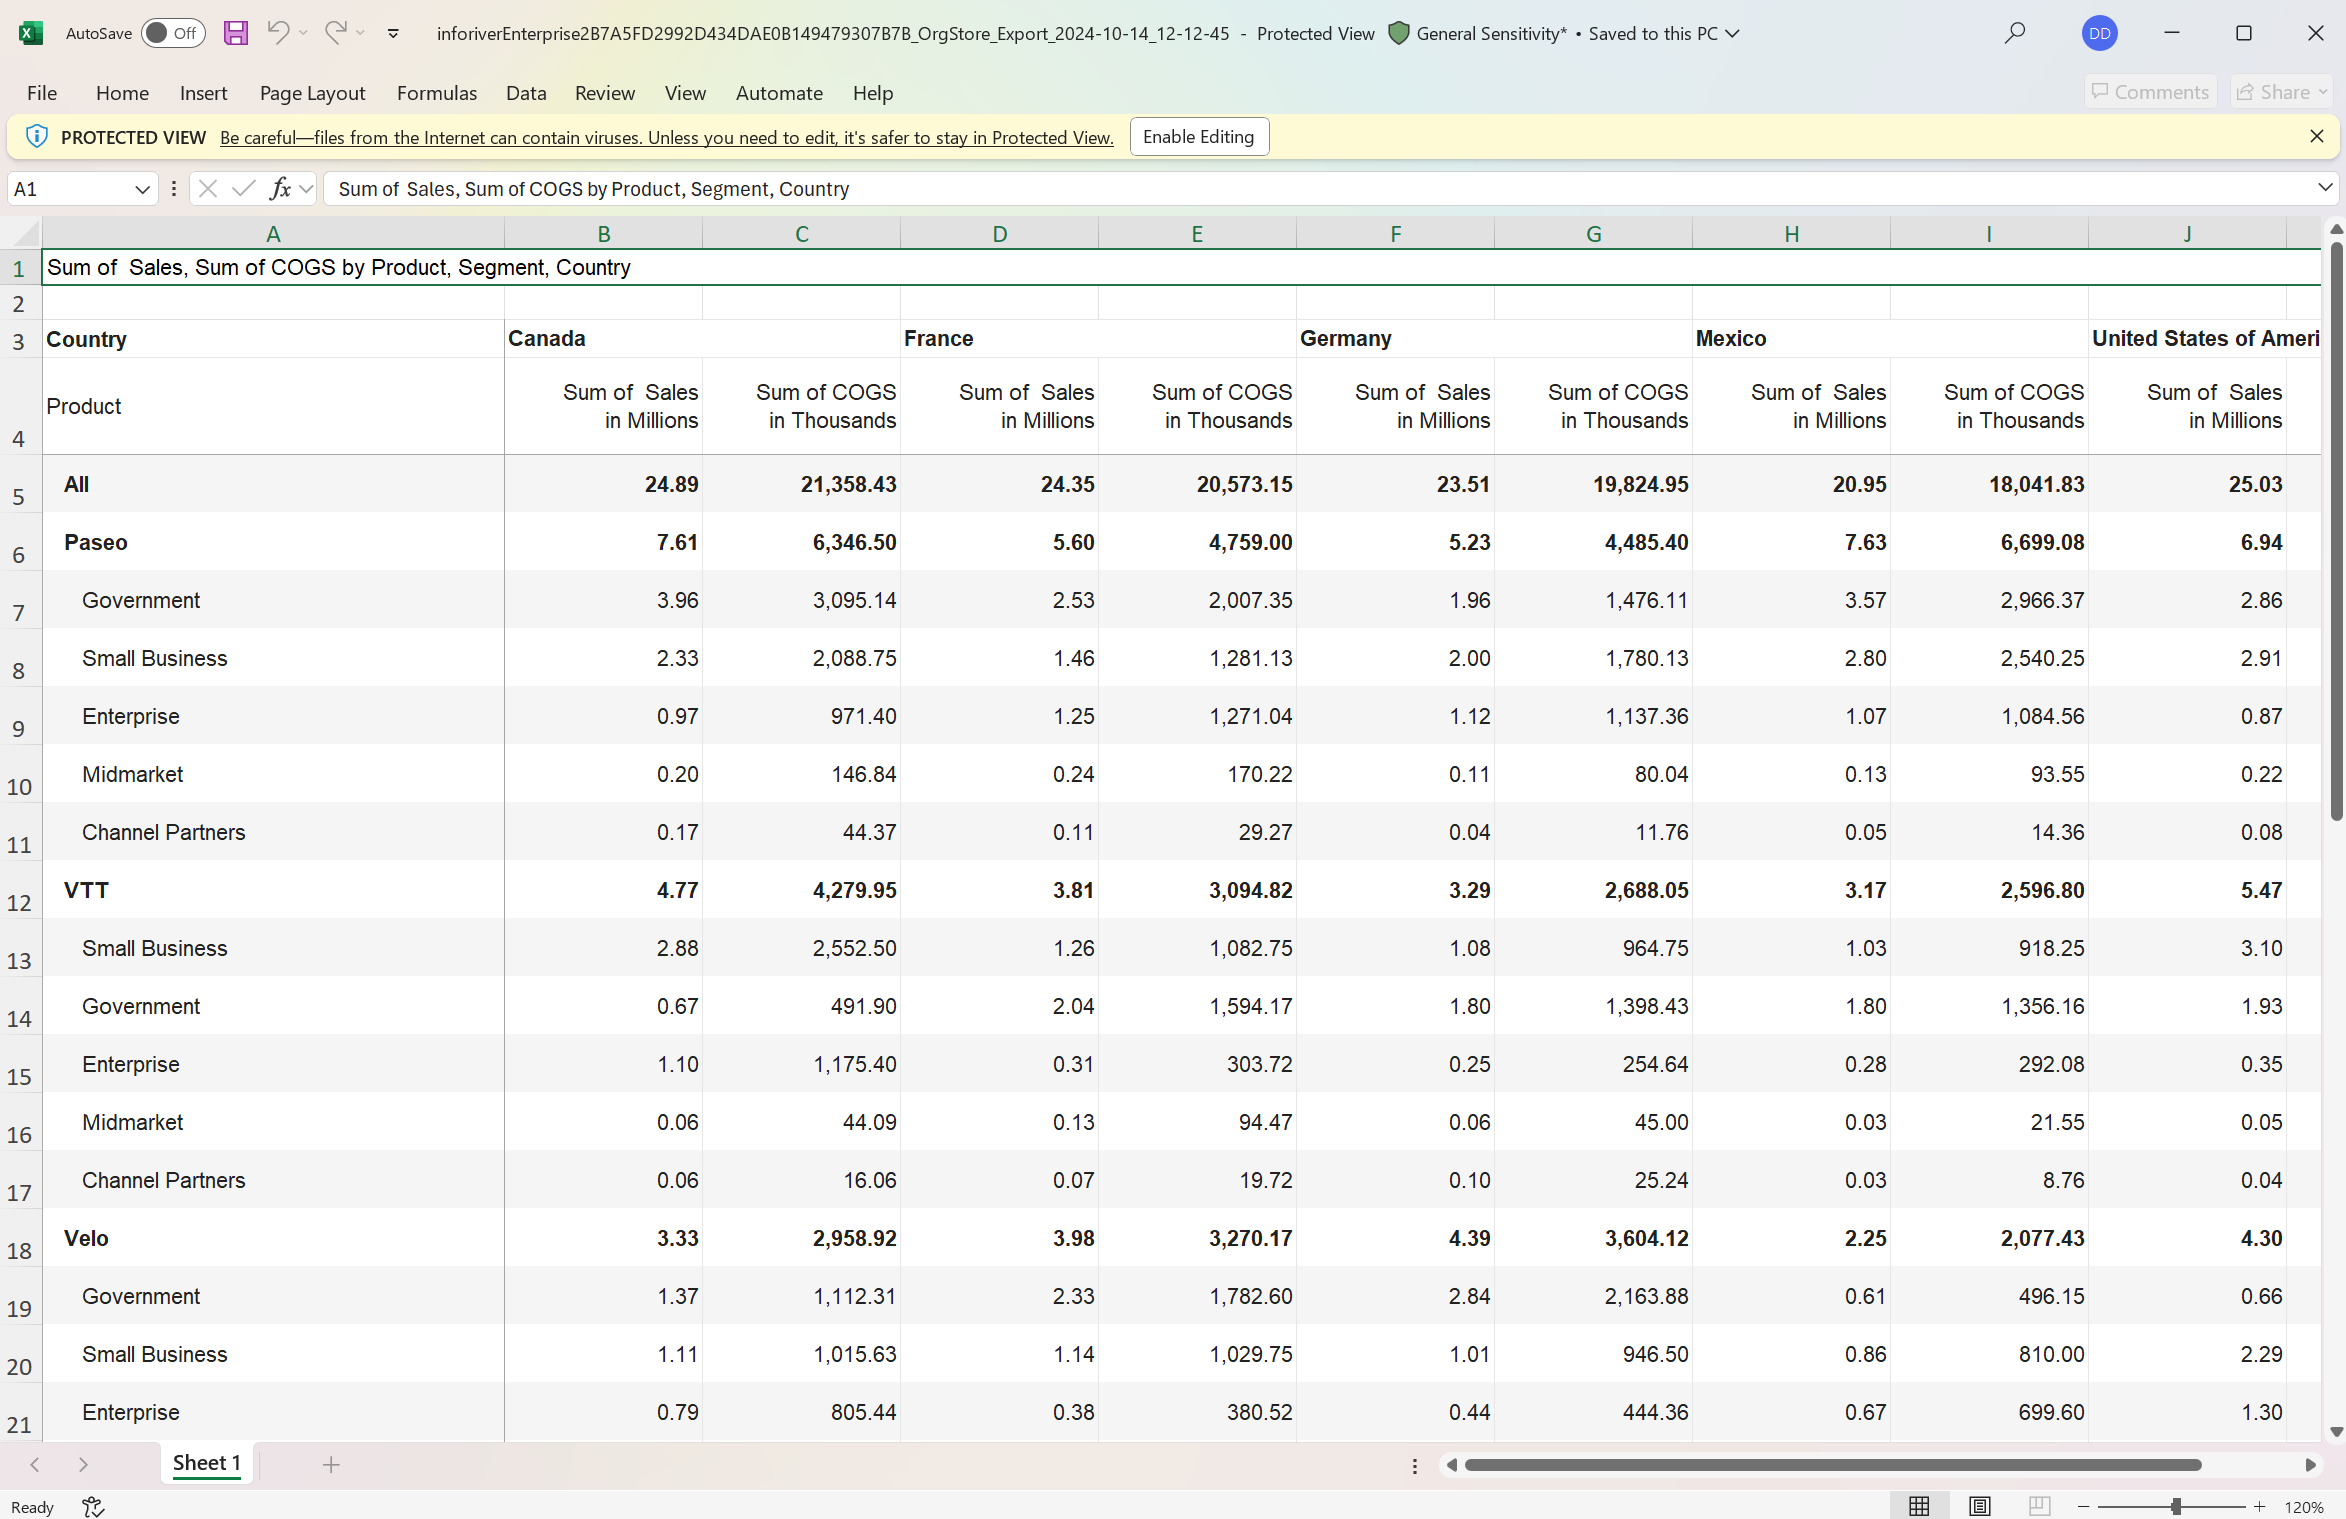 AutoSave Off inforiverEnterprise2B7A5FD2992D434DAE0B149479307B7B_OrgStore_Export_2024-10-14_12-12-45 - Protected View General Sensitivity* • Saved to this PC DD
File Home Insert Page Layout Formulas Data Review View Automate Help Comments Share
PROTECTED VIEW Be careful—files from the Internet can contain viruses. Unless you need to edit, it's safer to stay in Protected View. Enable Editing
A1 fx Sum of  Sales, Sum of COGS by Product, Segment, Country
A B C D E F G H I J
1 Sum of  Sales, Sum of COGS by Product, Segment, Country
2
3 Country Canada France Germany Mexico United States of Ameri
4 Product Sum of  Sales in Millions Sum of COGS in Thousands Sum of  Sales in Millions Sum of COGS in Thousands Sum of  Sales in Millions Sum of COGS in Thousands Sum of  Sales in Millions Sum of COGS in Thousands Sum of  Sales in Millions
5 All 24.89 21,358.43 24.35 20,573.15 23.51 19,824.95 20.95 18,041.83 25.03
6 Paseo 7.61 6,346.50 5.60 4,759.00 5.23 4,485.40 7.63 6,699.08 6.94
7 Government 3.96 3,095.14 2.53 2,007.35 1.96 1,476.11 3.57 2,966.37 2.86
8 Small Business 2.33 2,088.75 1.46 1,281.13 2.00 1,780.13 2.80 2,540.25 2.91
9 Enterprise 0.97 971.40 1.25 1,271.04 1.12 1,137.36 1.07 1,084.56 0.87
10 Midmarket 0.20 146.84 0.24 170.22 0.11 80.04 0.13 93.55 0.22
11 Channel Partners 0.17 44.37 0.11 29.27 0.04 11.76 0.05 14.36 0.08
12 VTT 4.77 4,279.95 3.81 3,094.82 3.29 2,688.05 3.17 2,596.80 5.47
13 Small Business 2.88 2,552.50 1.26 1,082.75 1.08 964.75 1.03 918.25 3.10
14 Government 0.67 491.90 2.04 1,594.17 1.80 1,398.43 1.80 1,356.16 1.93
15 Enterprise 1.10 1,175.40 0.31 303.72 0.25 254.64 0.28 292.08 0.35
16 Midmarket 0.06 44.09 0.13 94.47 0.06 45.00 0.03 21.55 0.05
17 Channel Partners 0.06 16.06 0.07 19.72 0.10 25.24 0.03 8.76 0.04
18 Velo 3.33 2,958.92 3.98 3,270.17 4.39 3,604.12 2.25 2,077.43 4.30
19 Government 1.37 1,112.31 2.33 1,782.60 2.84 2,163.88 0.61 496.15 0.66
20 Small Business 1.11 1,015.63 1.14 1,029.75 1.01 946.50 0.86 810.00 2.29
21 Enterprise 0.79 805.44 0.38 380.52 0.44 444.36 0.67 699.60 1.30
Sheet 1
Ready 120%